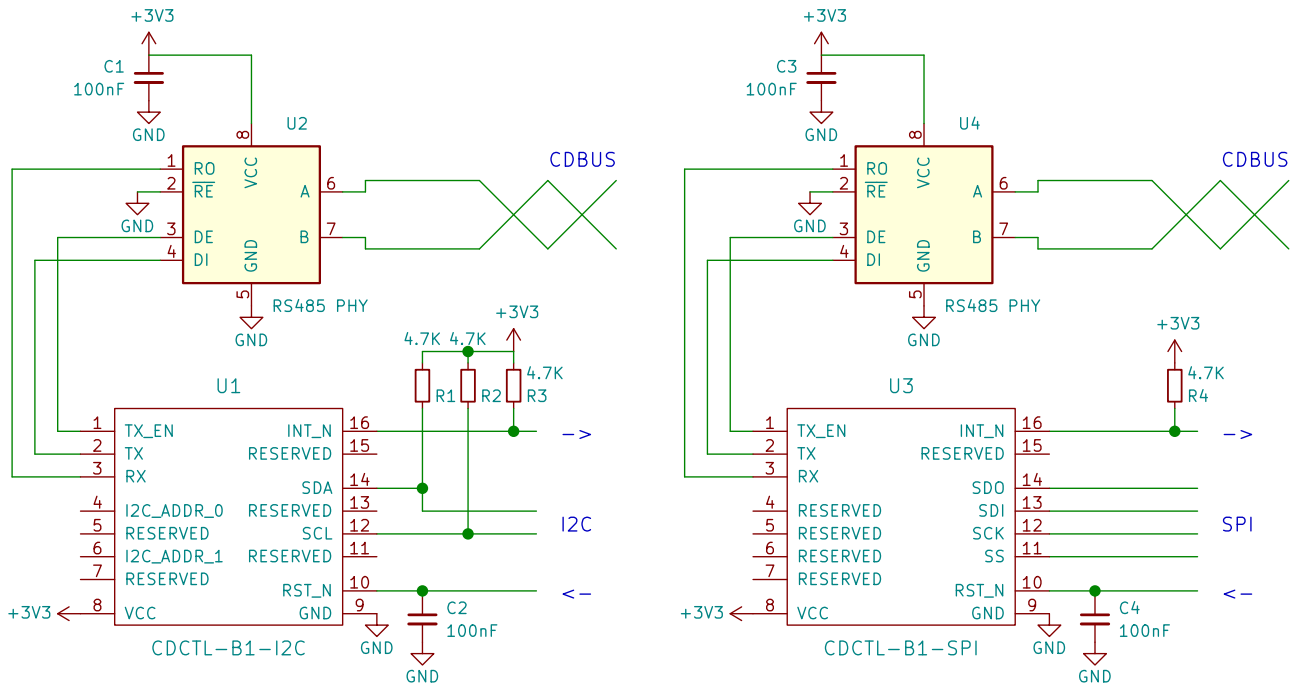 +3V3
C1
100nF
GND
U2
8
VCC
1 RO
2 RE
GND
3 DE
4 DI
A 6
B 7
GND
5
RS485 PHY
GND
CDBUS
+3V3
4.7K 4.7K
4.7K
R1 R2 R3
U1
1 TX_EN
2 TX
3 RX
4 I2C_ADDR_0
5 RESERVED
6 I2C_ADDR_1
7 RESERVED
+3V3 8 VCC
INT_N 16 ->
RESERVED 15
SDA 14
RESERVED 13
I2C
SCL 12
RESERVED 11
RST_N 10 <-
GND 9
C2
100nF
GND
GND
CDCTL-B1-I2C
+3V3
C3
100nF
GND
U4
8
VCC
1 RO
2 RE
GND
3 DE
4 DI
A 6
B 7
GND
5
RS485 PHY
GND
CDBUS
+3V3
4.7K
R4
U3
1 TX_EN
2 TX
3 RX
4 RESERVED
5 RESERVED
6 RESERVED
7 RESERVED
+3V3 8 VCC
INT_N 16 ->
RESERVED 15
SDO 14
SDI 13
SPI
SCK 12
SS 11
RST_N 10 <-
GND 9
C4
100nF
GND
GND
CDCTL-B1-SPI